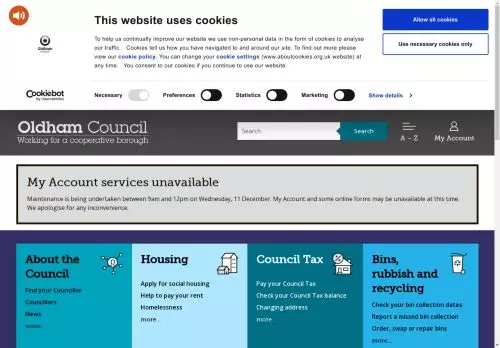 This website uses cookies
To help us continually improve our website we use non-personal data in the form of cookies to analyse
our traffic. Cookies tell us how you have navigated to and around our site. To find out more please
view our cookie policy. You can change your cookie settings (www.aboutcookies.org.uk website) at
any time. You consent to our cookies if you continue to use our website.
Allow all cookies
Use necessary cookies only
Oldham
Council
Cookiebot
by Usercentrics
Necessary
Preferences
Statistics
Marketing
Show details
Oldham Council
Working for a cooperative borough
Search
Search
A – Z
My Account
My Account services unavailable
Maintenance is being undertaken between 9am and 12pm on Wednesday, 11 December. My Account and some online forms may be unavailable at this time.
We apologise for any inconvenience.
About the
Council
Find your Councillor
Councillors
News
more...
Housing
Apply for social housing
Help to pay your rent
Homelessness
more...
Council Tax
Pay your Council Tax
Check your Council Tax balance
Changing address
more...
Bins,
rubbish and
recycling
Check your bin collection dates
Report a missed bin collection
Order, swap or repair bins
more...